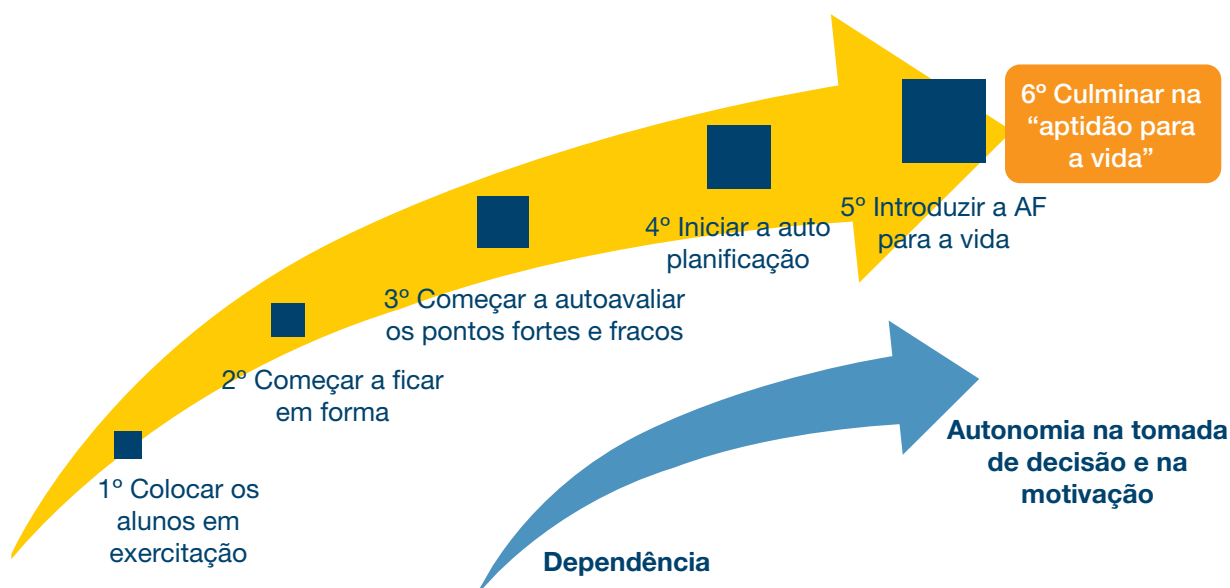 1º Colocar os
alunos em
exercitação
2º Começar a ficar
em forma
3º Começar a autoavaliar
os pontos fortes e fracos
4º Iniciar a auto
planificação
5º Introduzir a AF
para a vida
6º Culminar na
“aptidão para
a vida”
Dependência
Autonomia na tomada
de decisão e na
motivação